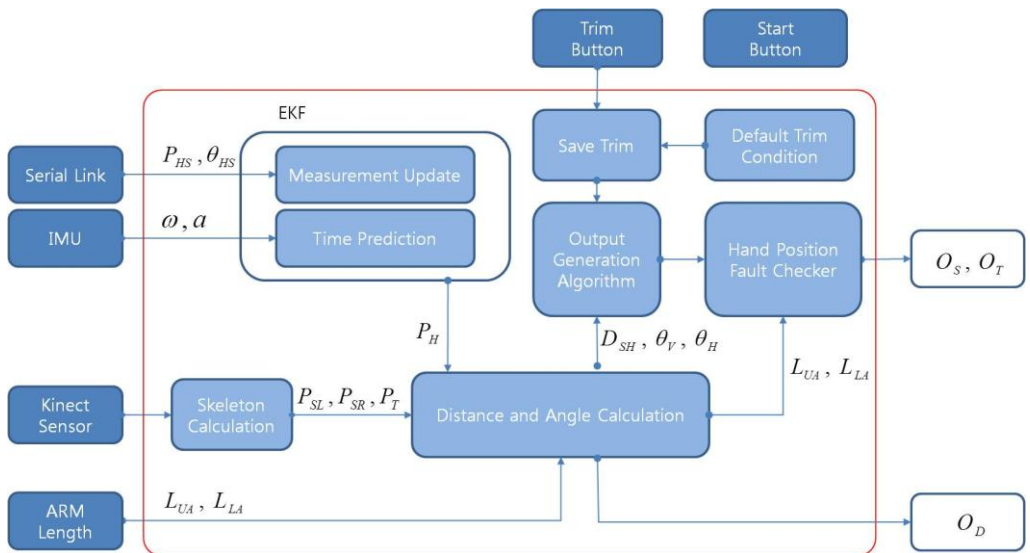 Trim
Button
Start
Button
EKF
Serial Link
P_HS , θ_HS
Measurement Update
Save Trim
Default Trim
Condition
IMU
ω , a
Time Prediction
Output
Generation
Algorithm
Hand Position
Fault Checker
O_S , O_T
P_H
D_SH , θ_V , θ_H
L_UA , L_LA
Kinect
Sensor
Skeleton
Calculation
P_SL , P_SR , P_T
Distance and Angle Calculation
ARM
Length
L_UA , L_LA
O_D